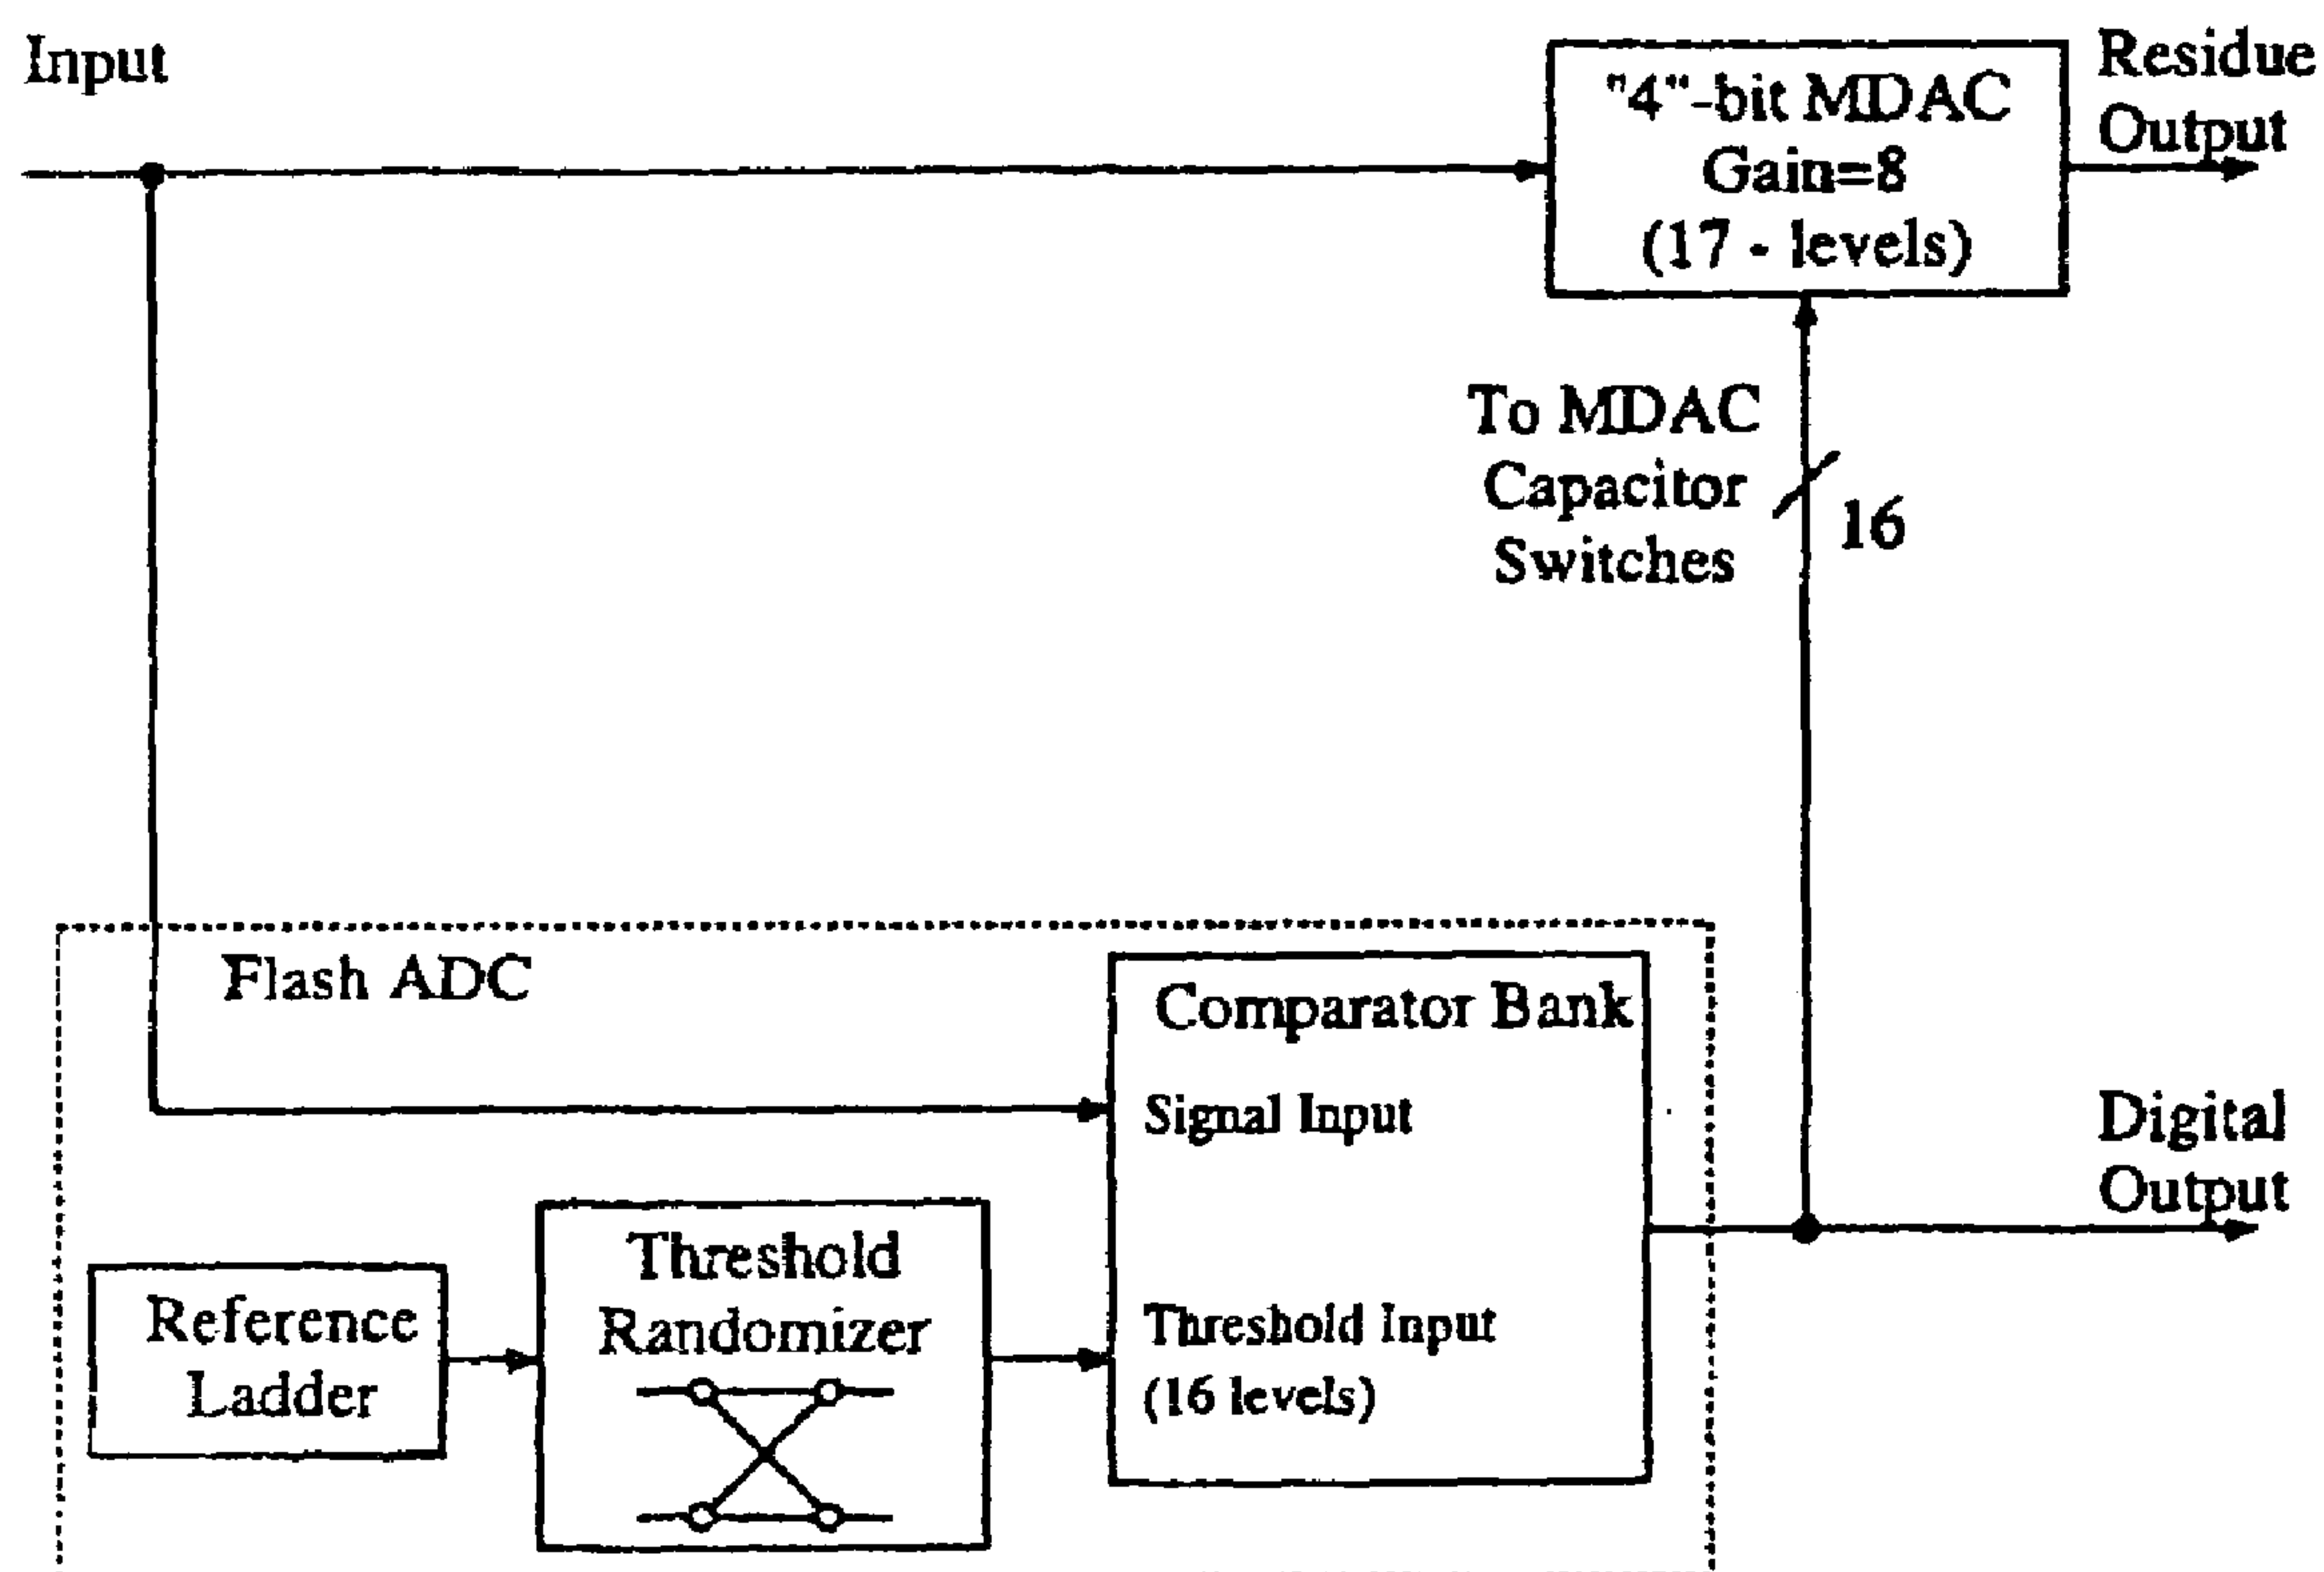 Input
"4"-bit MDAC
Gain=8
(17 - levels)
Residue
Output
To MDAC
Capacitor
Switches
16
Flash ADC
Comparator Bank
Signal Input
Threshold Input
(16 levels)
Reference
Ladder
Threshold
Randomizer
Digital
Output